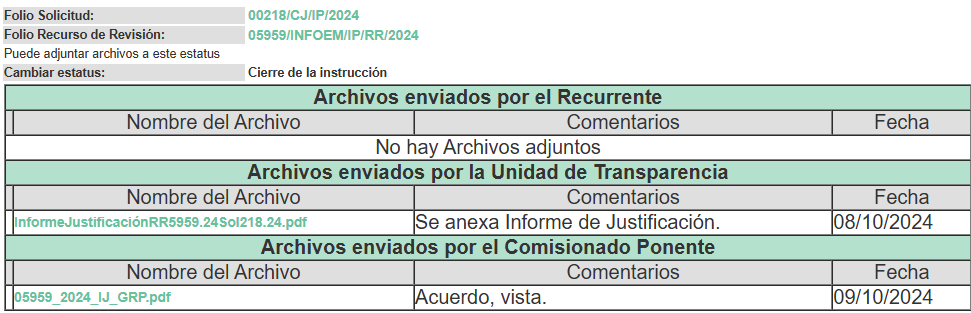 Folio Solicitud: 00218/CJ/IP/2024
Folio Recurso de Revisión: 05959/INFOEM/IP/RR/2024
Puede adjuntar archivos a este estatus
Cambiar estatus: Cierre de la instrucción
Archivos enviados por el Recurrente
Nombre del Archivo Comentarios Fecha
No hay Archivos adjuntos
Archivos enviados por la Unidad de Transparencia
Nombre del Archivo Comentarios Fecha
InformeJustificaciónRR5959.24Sol218.24.pdf Se anexa Informe de Justificación. 08/10/2024
Archivos enviados por el Comisionado Ponente
Nombre del Archivo Comentarios Fecha
05959_2024_IJ_GRP.pdf Acuerdo, vista. 09/10/2024